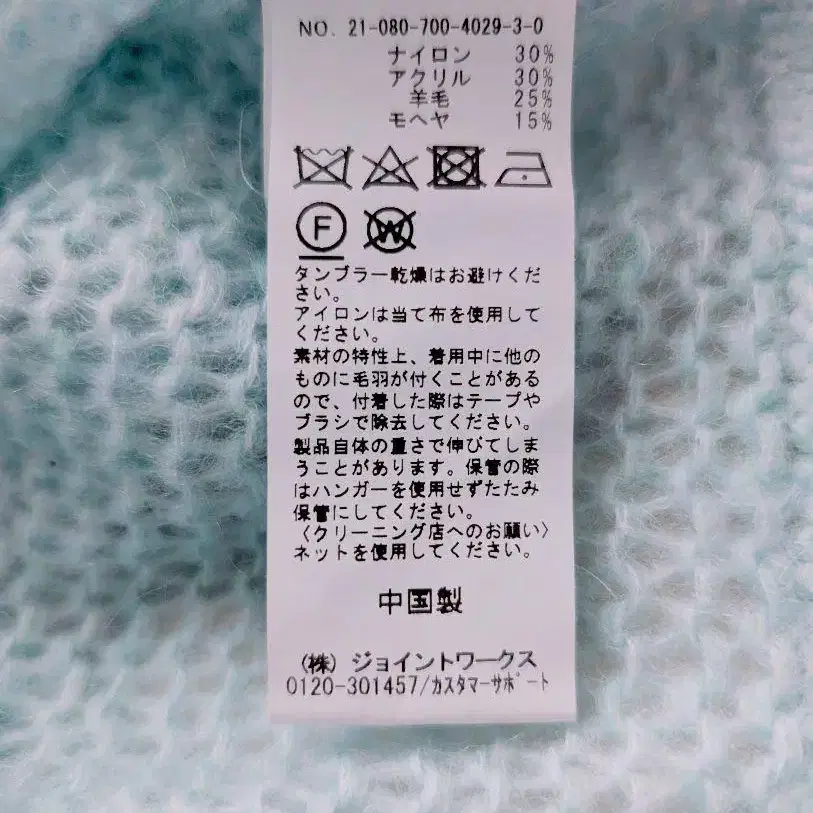 NO. 21-080-700-4029-3-0
ナイロン 30%
アクリル 30%
羊毛 25%
モヘヤ 15%
F W
タンブラー乾燥はお避けくだ
さい。
アイロンは当て布を使用して
ください。
素材の特性上、着用中に他の
ものに毛羽が付くことがある
ので、付着した際はテープや
ブラシで除去してください。
製品自体の重さで伸びてしま
うことがあります。保管の際
はハンガーを使用せずたたみ
保管にしてください。
〈クリーニング店へのお願い〉
ネットを使用してください。
中国製
(株) ジョイントワークス
0120-301457/カスタマーサポート